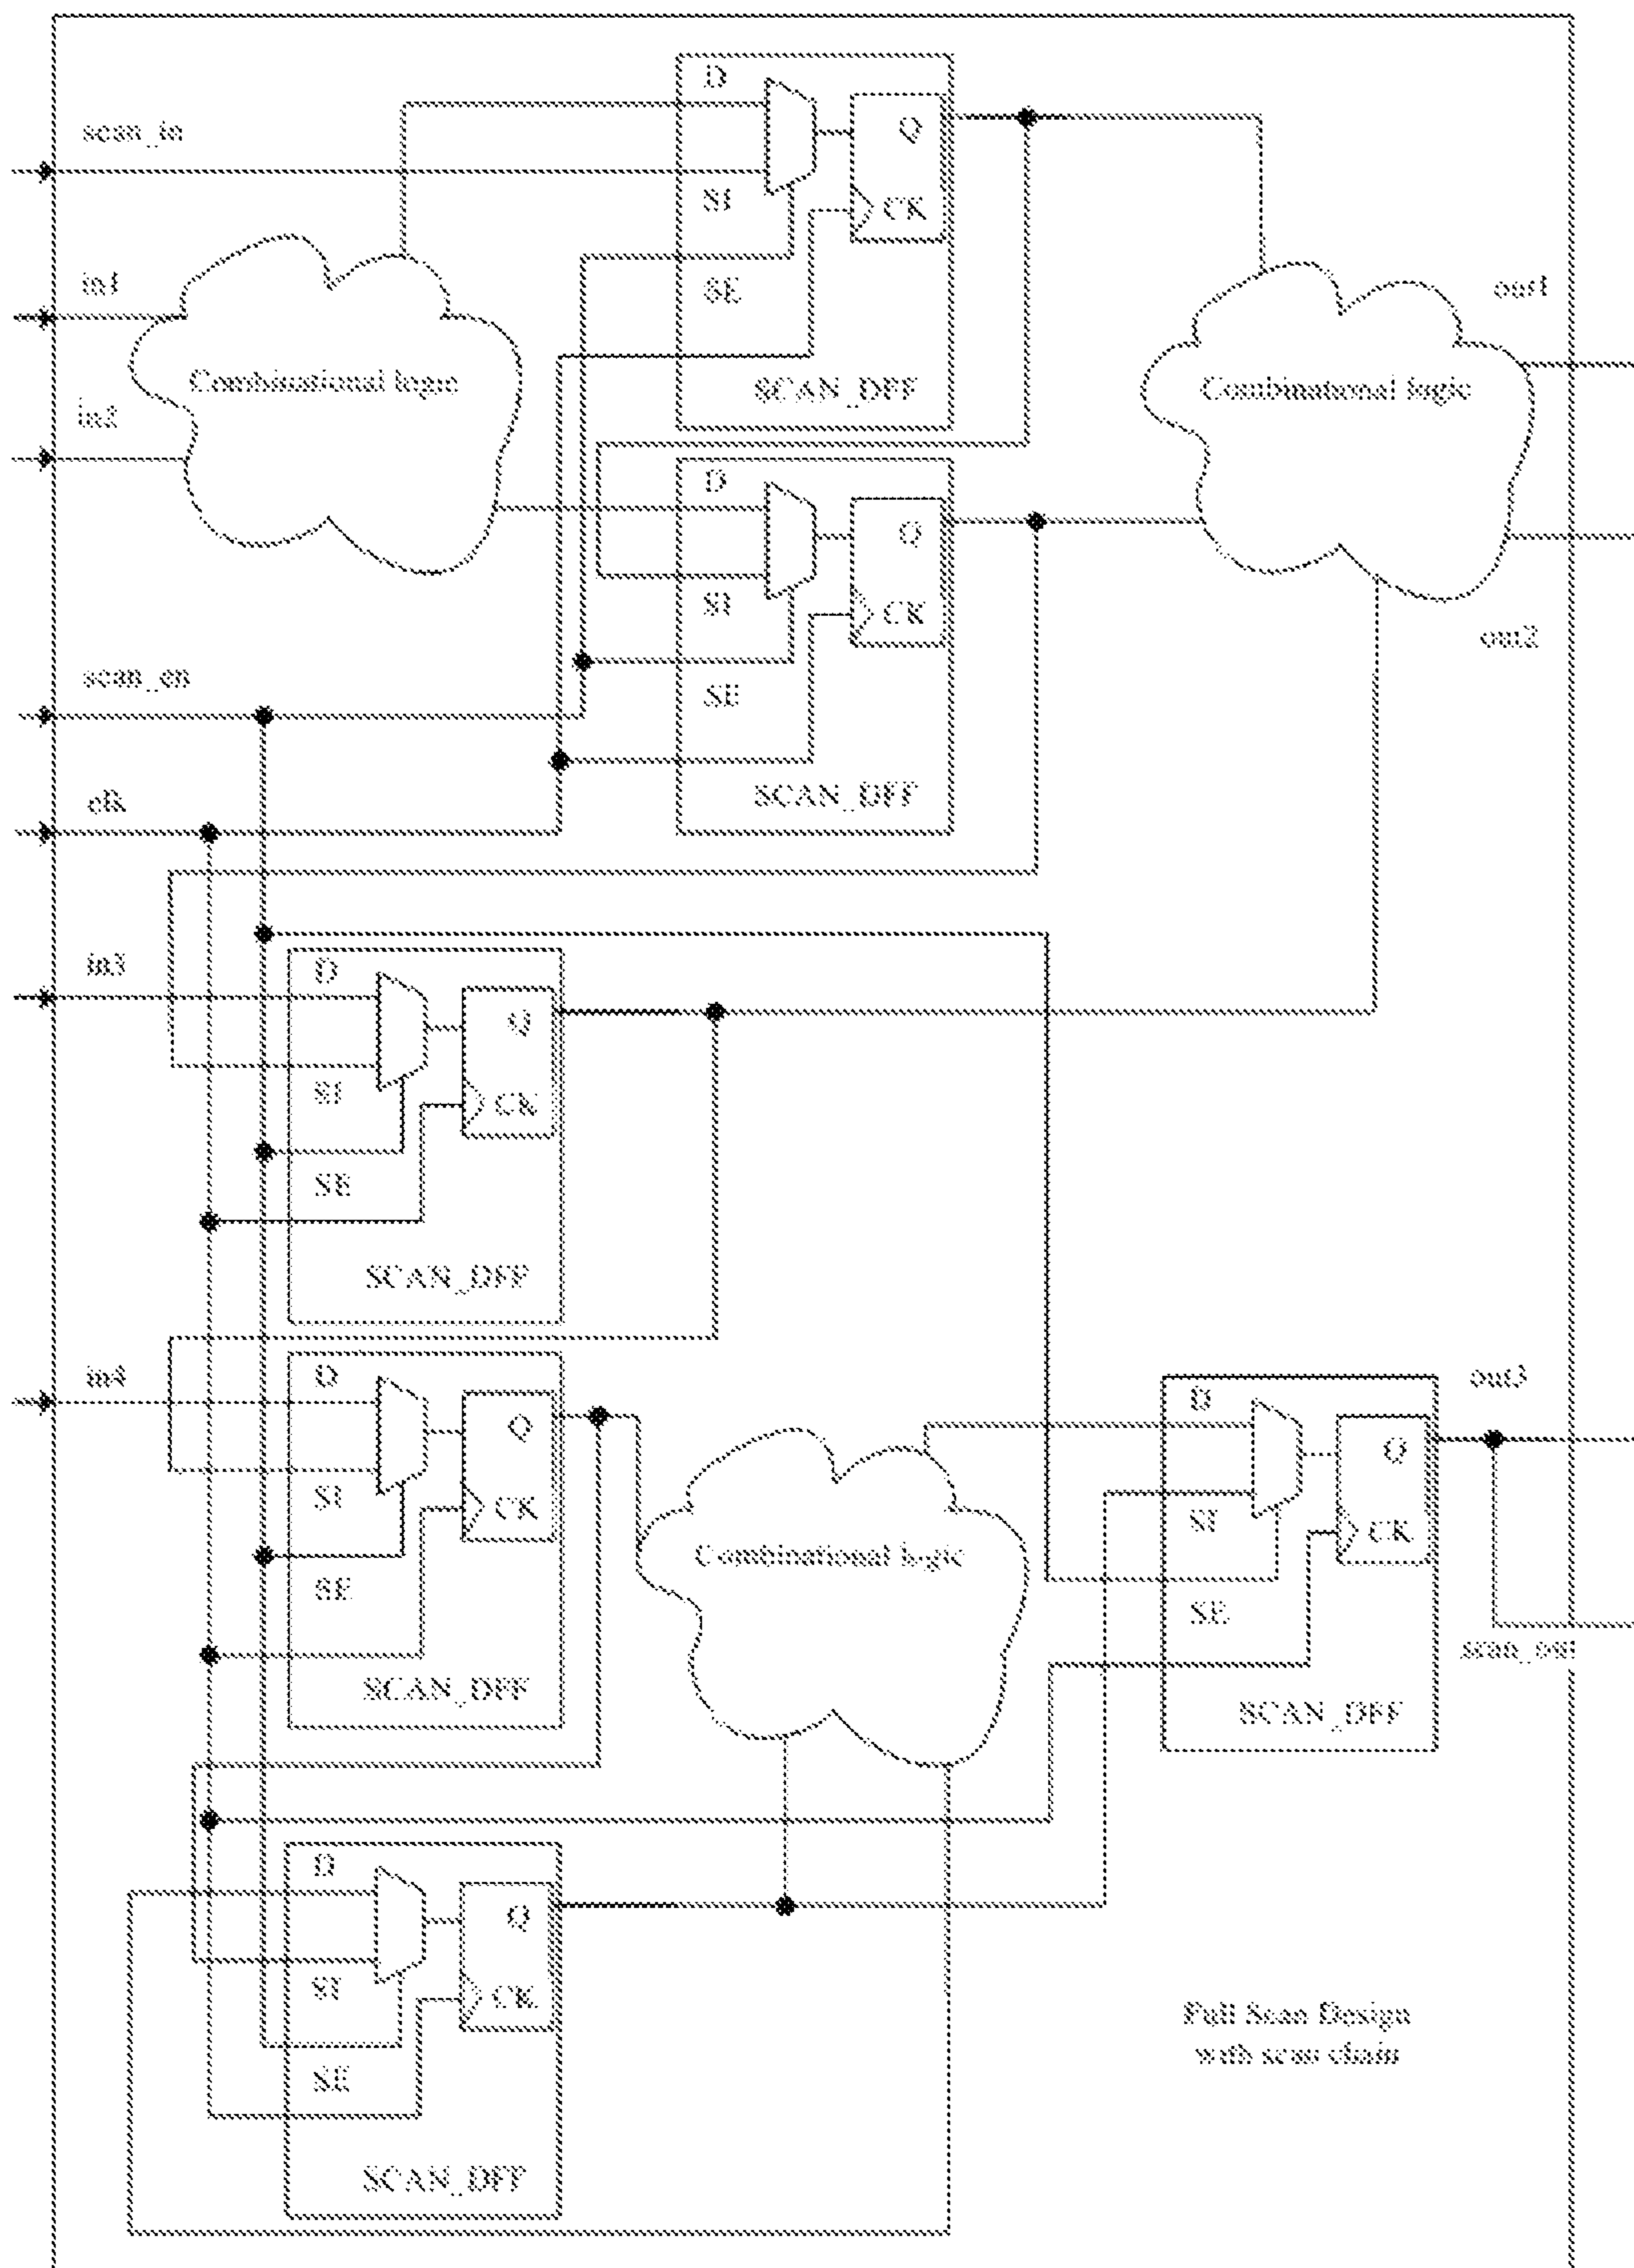 D
scan_in
Q
SI
CK
in1
SE
out1
Combinational logic
SCAN_DFF
Combinational logic
in2
D
Q
SI
CK
out2
scan_en
SE
SCAN_DFF
clk
in3
D
Q
SI
CK
SE
SCAN_DFF
in4
D
Q
SI
CK
SE
SCAN_DFF
Combinational logic
out3
D
Q
SI
CK
SE
scan_out
SCAN_DFF
D
Q
SI
CK
SE
SCAN_DFF
Full Scan Design
with scan chain